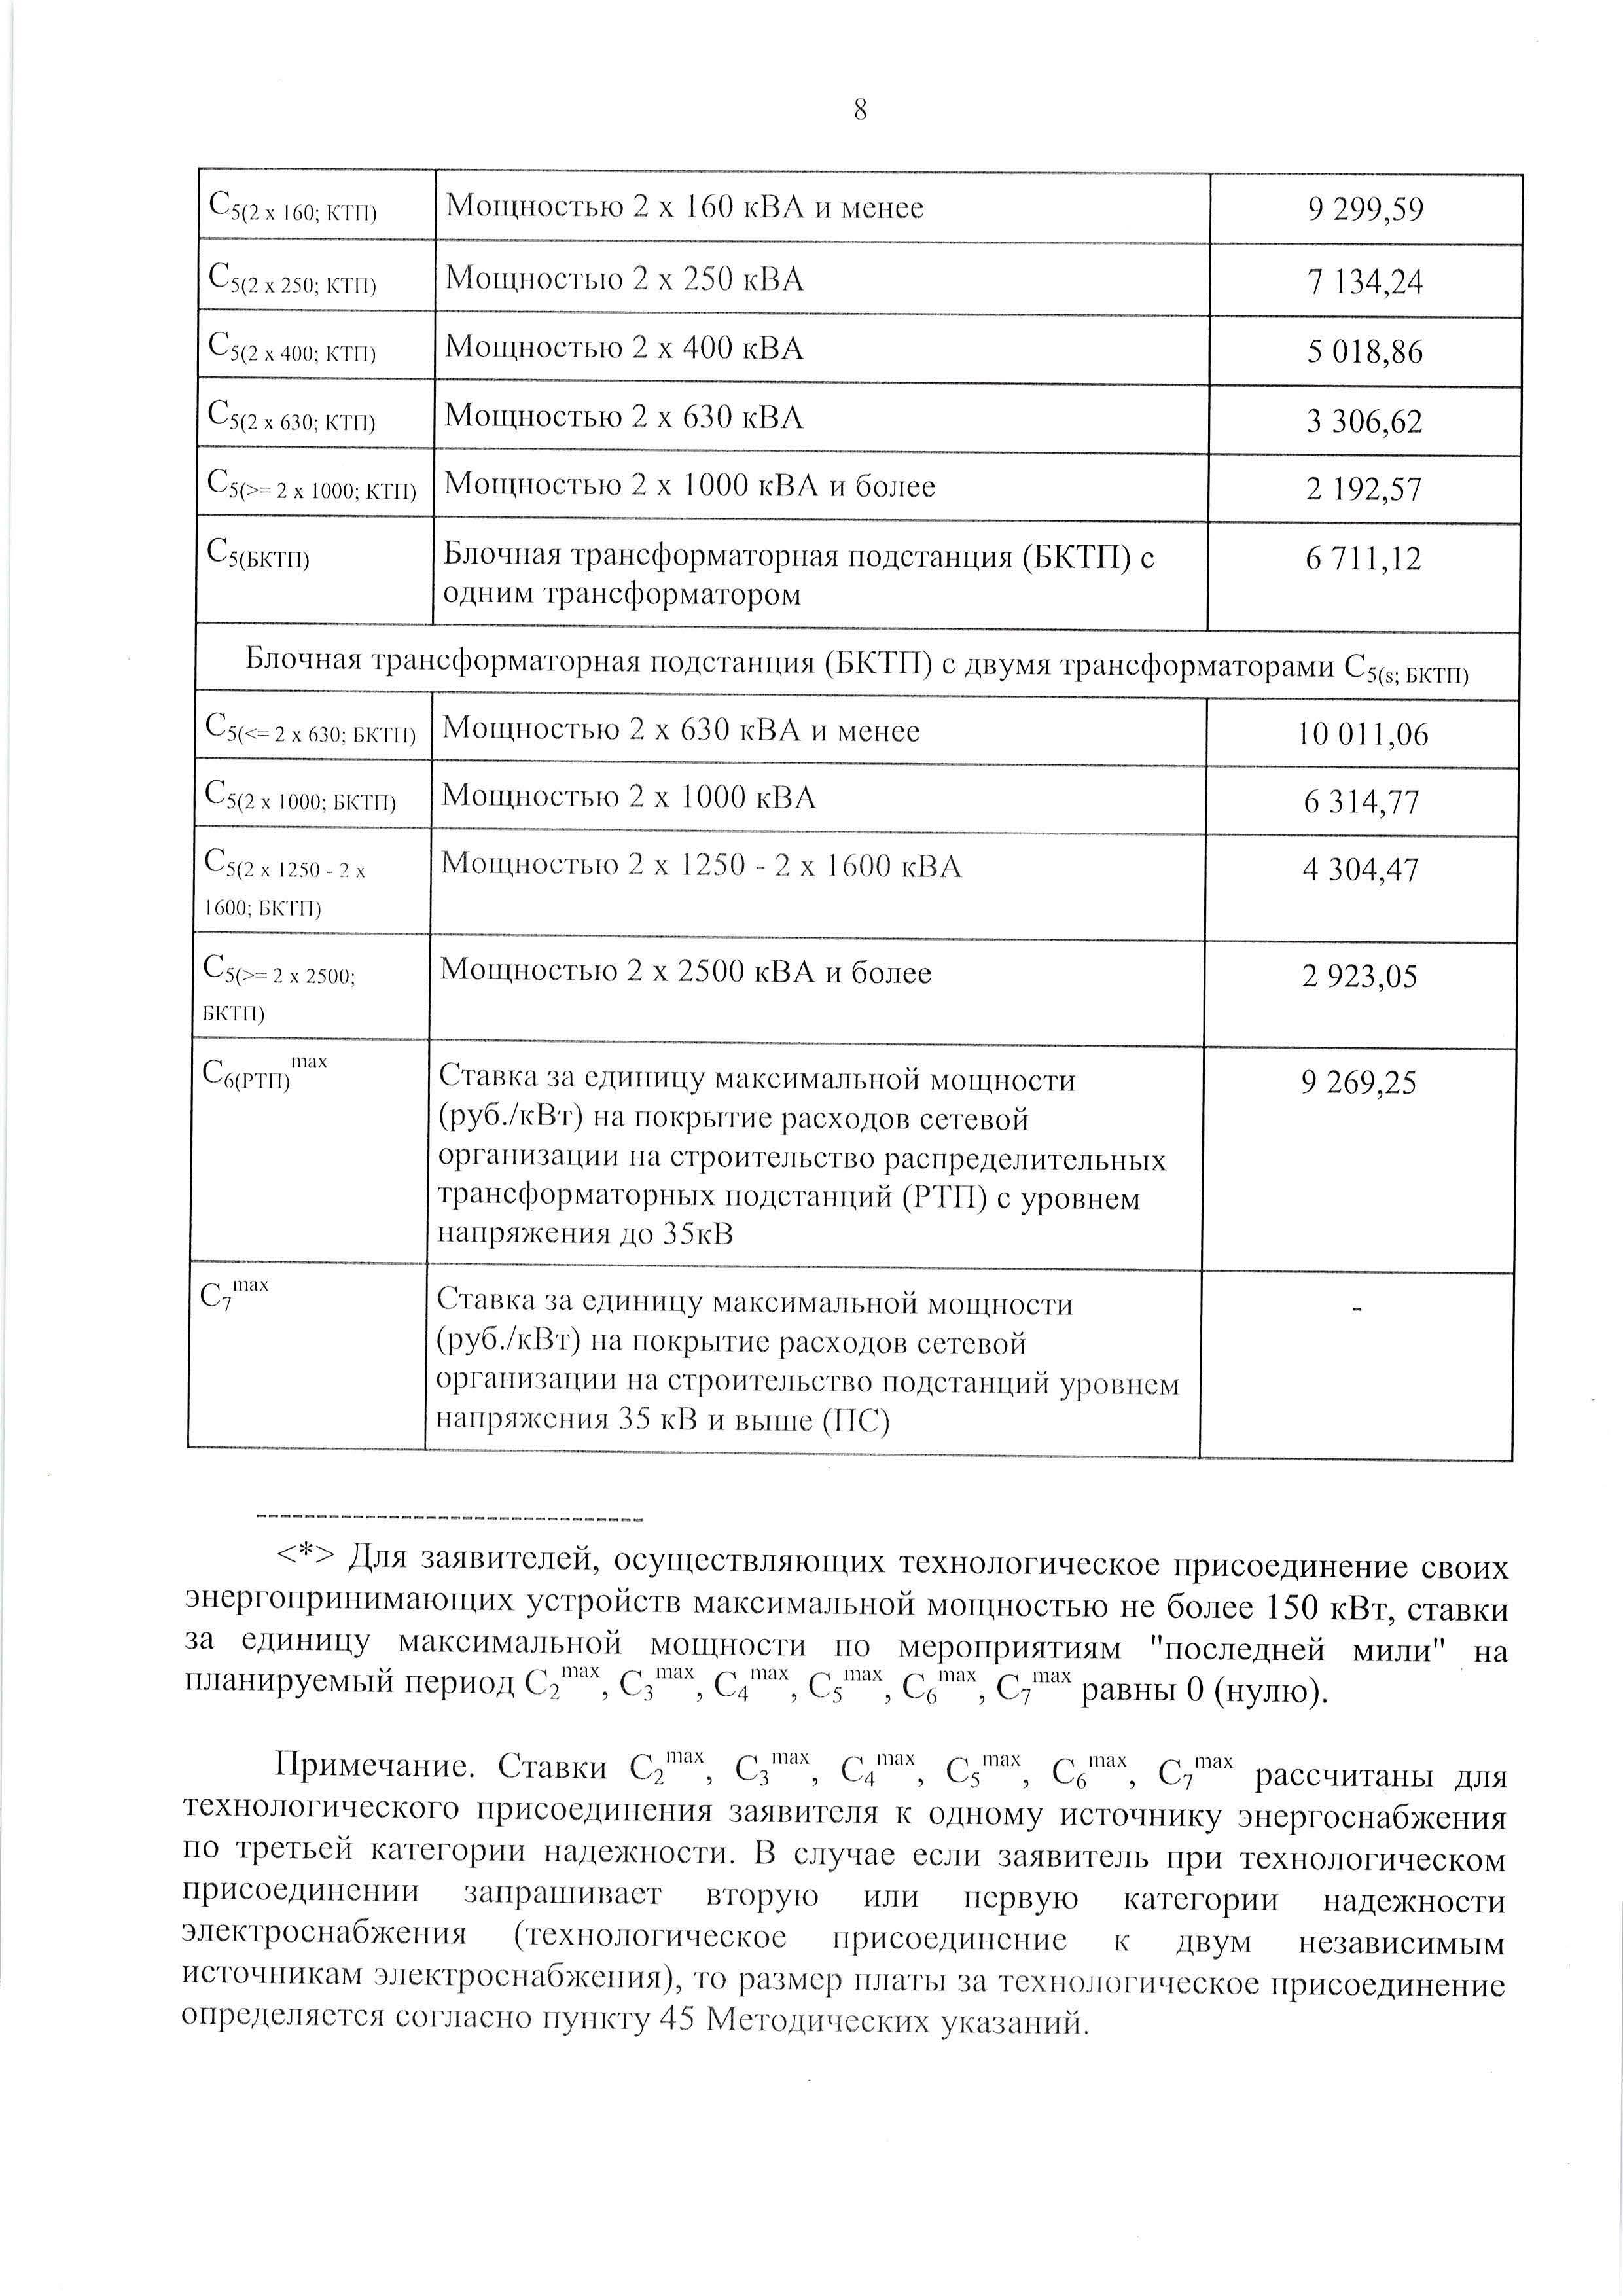 8
C5(2 x 160; КТП) Мощностью 2 x 160 кВА и менее 9 299,59
C5(2 x 250; КТП) Мощностью 2 x 250 кВА 7 134,24
C5(2 x 400; КТП) Мощностью 2 x 400 кВА 5 018,86
C5(2 x 630; КТП) Мощностью 2 x 630 кВА 3 306,62
C5(>= 2 x 1000; КТП) Мощностью 2 x 1000 кВА и более 2 192,57
C5(БКТП) Блочная трансформаторная подстанция (БКТП) с 6 711,12
одним трансформатором
Блочная трансформаторная подстанция (БКТП) с двумя трансформаторами C5(s; БКТП)
C5(<= 2 x 630; БКТП) Мощностью 2 x 630 кВА и менее 10 011,06
C5(2 x 1000; БКТП) Мощностью 2 x 1000 кВА 6 314,77
C5(2 x 1250 - 2 x Мощностью 2 x 1250 - 2 x 1600 кВА 4 304,47
1600; БКТП)
C5(>= 2 x 2500; Мощностью 2 x 2500 кВА и более 2 923,05
БКТП)
C6(РТП)max Ставка за единицу максимальной мощности 9 269,25
(руб./кВт) на покрытие расходов сетевой
организации на строительство распределительных
трансформаторных подстанций (РТП) с уровнем
напряжения до 35кВ
C7max Ставка за единицу максимальной мощности -
(руб./кВт) на покрытие расходов сетевой
организации на строительство подстанций уровнем
напряжения 35 кВ и выше (ПС)
--------------------------------
<*> Для заявителей, осуществляющих технологическое присоединение своих
энергопринимающих устройств максимальной мощностью не более 150 кВт, ставки
за единицу максимальной мощности по мероприятиям "последней мили" на
планируемый период C2max, C3max, C4max, C5max, C6max, C7max равны 0 (нулю).
Примечание. Ставки C2max, C3max, C4max, C5max, C6max, C7max рассчитаны для
технологического присоединения заявителя к одному источнику энергоснабжения
по третьей категории надежности. В случае если заявитель при технологическом
присоединении запрашивает вторую или первую категории надежности
электроснабжения (технологическое присоединение к двум независимым
источникам электроснабжения), то размер платы за технологическое присоединение
определяется согласно пункту 45 Методических указаний.